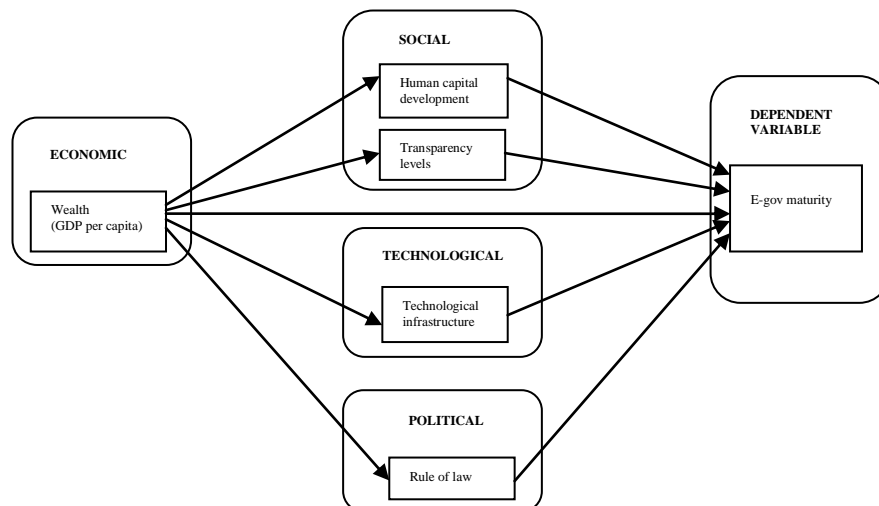 SOCIAL
Human capital
development
Transparency
levels
ECONOMIC
Wealth
(GDP per capita)
DEPENDENT
VARIABLE
E-gov maturity
TECHNOLOGICAL
Technological
infrastructure
POLITICAL
Rule of law